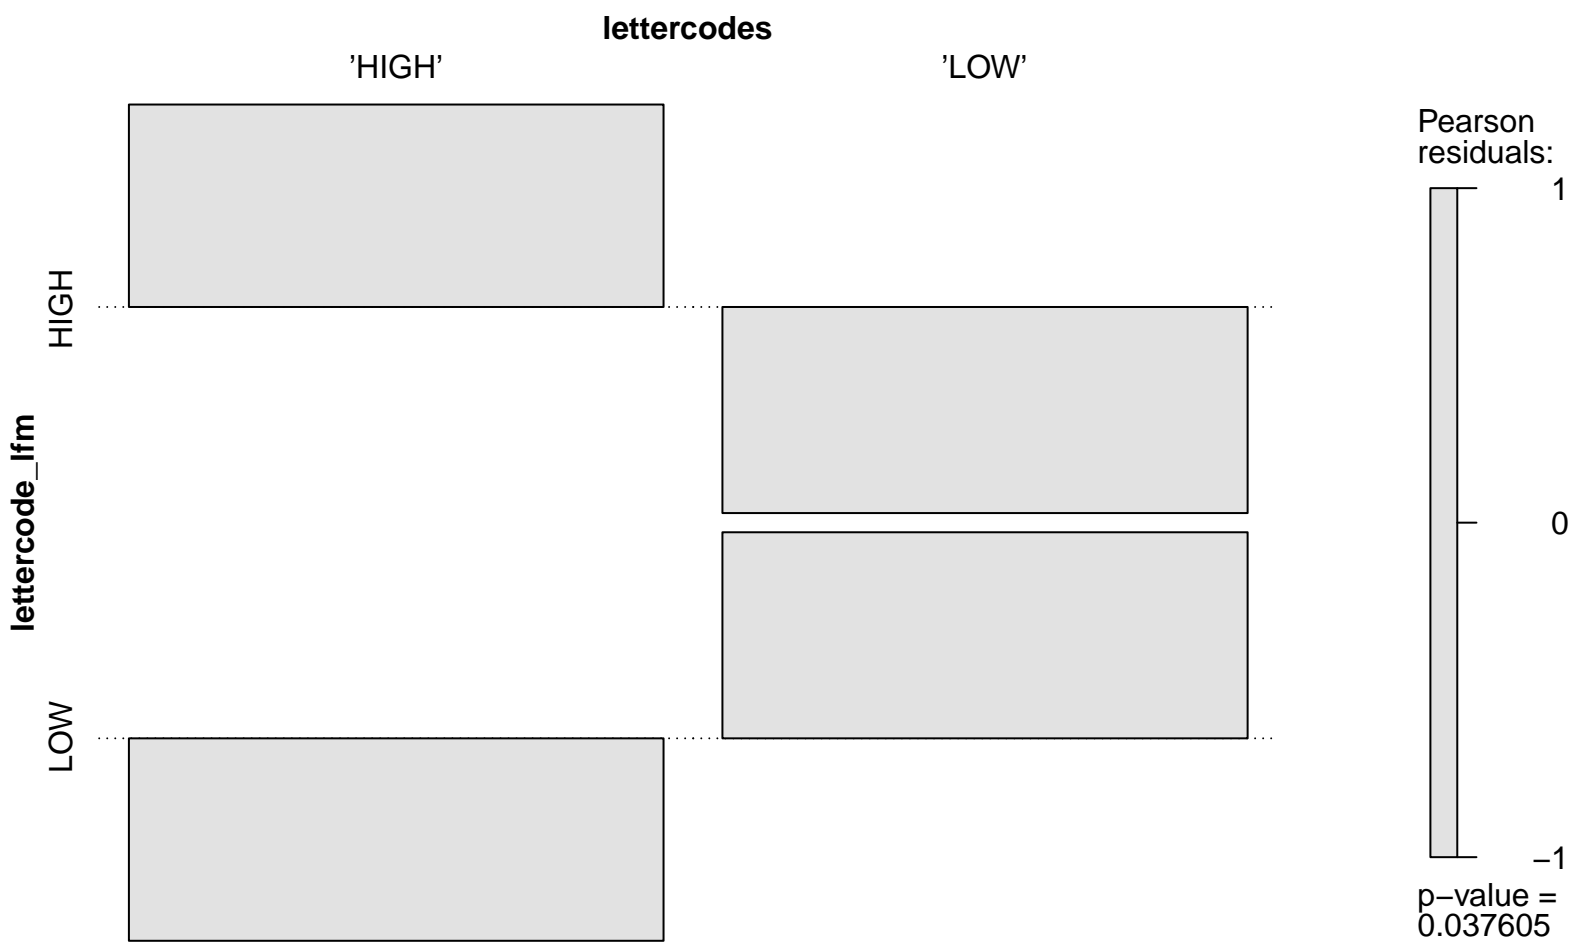 lettercodes
’HIGH’ ’LOW’
HIGH
lettercode_lfm
LOW
Pearson
residuals:
1
0
−1
p−value =
0.037605